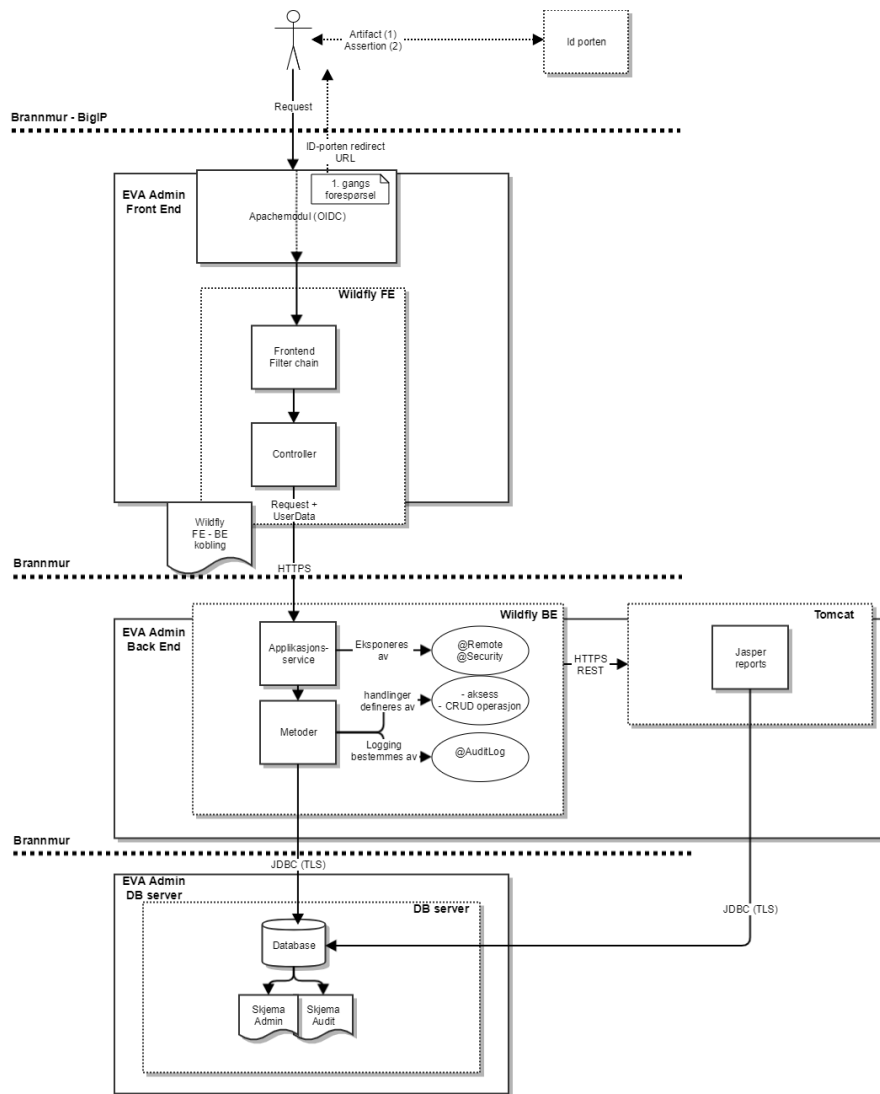 Artifact (1)
Assertion (2)
Id porten
Request
Brannmur - BigIP
ID-porten redirect
URL
EVA Admin
Front End
1. gangs
forespørsel
Apachemodul (OIDC)
Wildfly FE
Frontend
Filter chain
Controller
Request +
UserData
Wildfly
FE - BE
kobling
HTTPS
Brannmur
EVA Admin
Back End
Wildfly BE
Tomcat
Applikasjons-
service
Eksponeres
av
@Remote
@Security
HTTPS
REST
Jasper
reports
handlinger
defineres av
- aksess
- CRUD operasjon
Metoder
Logging
bestemmes av
@AuditLog
Brannmur
JDBC (TLS)
EVA Admin
DB server
DB server
JDBC (TLS)
Database
Skjema
Admin
Skjema
Audit